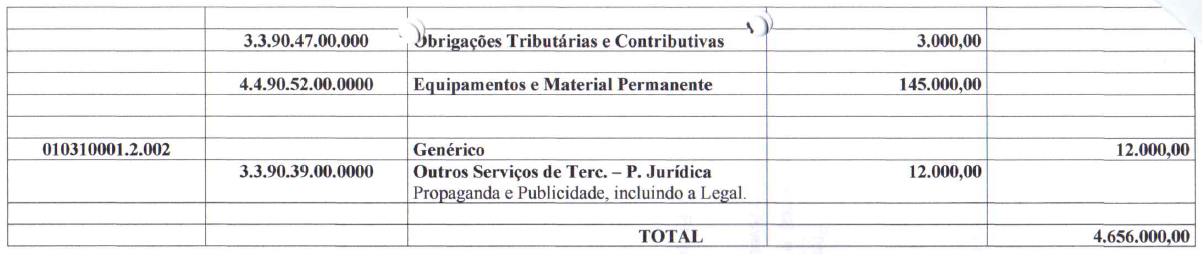 3.3.90.47.00.000 Obrigações Tributárias e Contributivas 3.000,00
4.4.90.52.00.0000 Equipamentos e Material Permanente 145.000,00
010310001.2.002 Genérico 12.000,00
3.3.90.39.00.0000 Outros Serviços de Terc. – P. Jurídica 12.000,00
Propaganda e Publicidade, incluindo a Legal.
TOTAL 4.656.000,00